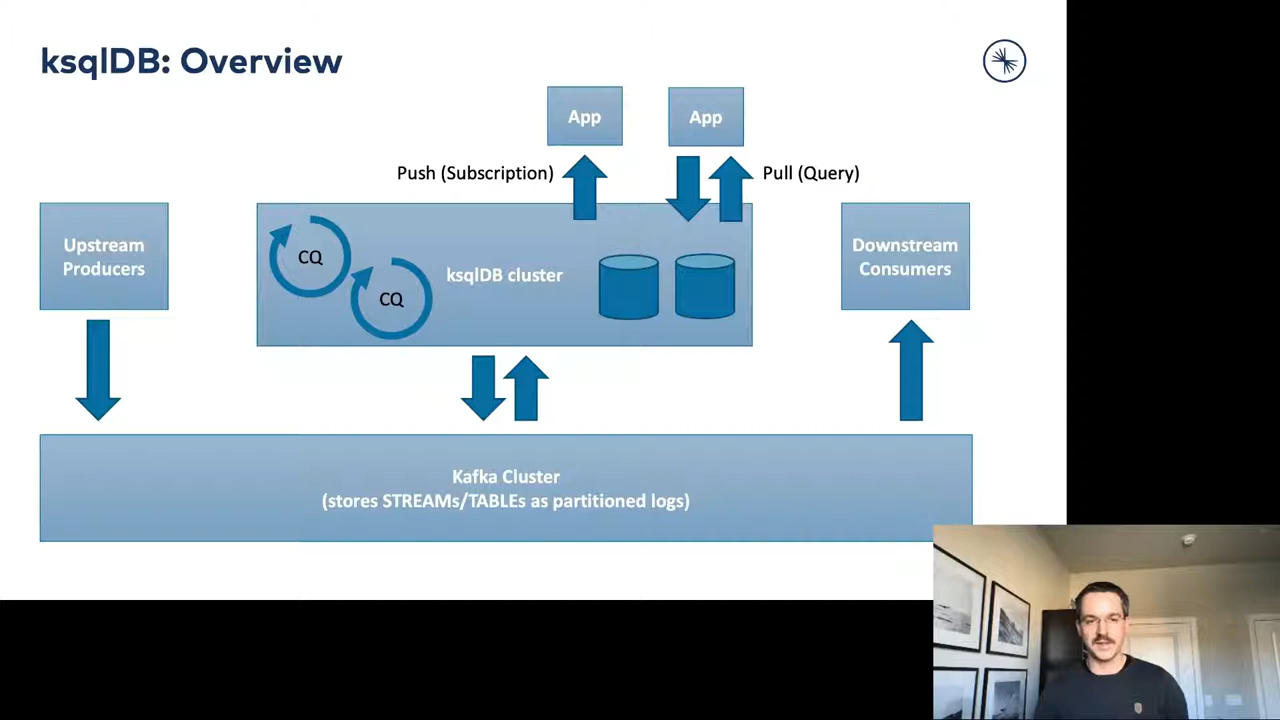 ksqlDB: Overview
App
App
Push (Subscription)
Pull (Query)
Upstream
Producers
CQ
CQ
ksqlDB cluster
Downstream
Consumers
Kafka Cluster
(stores STREAMs/TABLEs as partitioned logs)